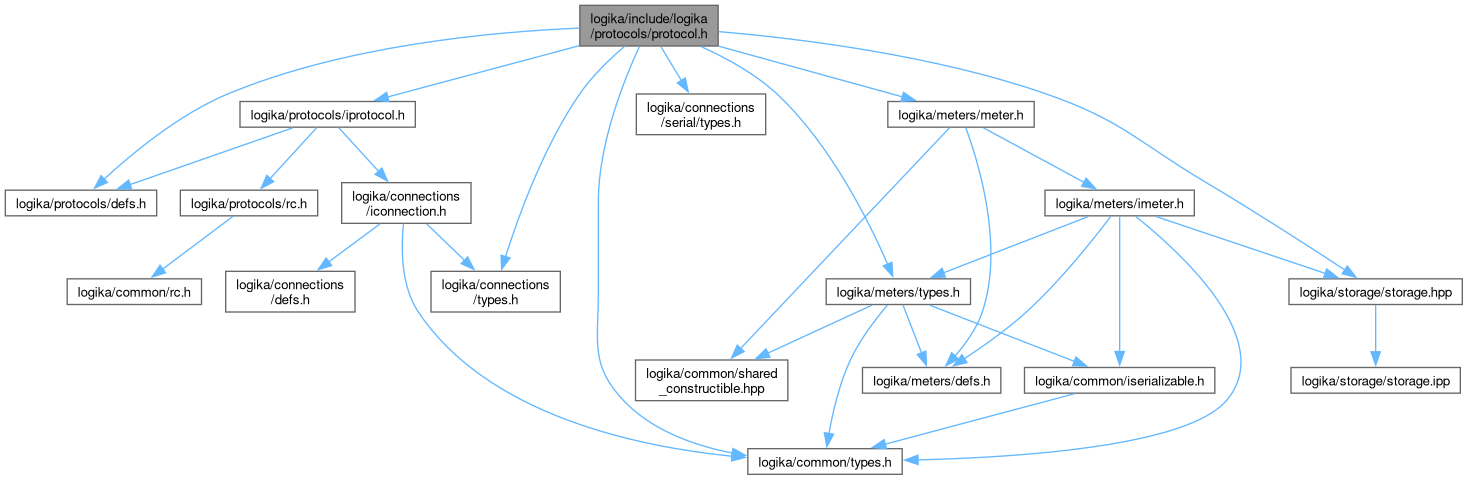 logika/include/logika
/protocols/protocol.h
logika/protocols/iprotocol.h
logika/connections
/serial/types.h
logika/meters/meter.h
logika/protocols/defs.h
logika/protocols/rc.h
logika/connections
/iconnection.h
logika/meters/imeter.h
logika/common/rc.h
logika/connections
/defs.h
logika/connections
/types.h
logika/meters/types.h
logika/storage/storage.hpp
logika/common/shared
_constructible.hpp
logika/meters/defs.h
logika/common/iserializable.h
logika/storage/storage.ipp
logika/common/types.h